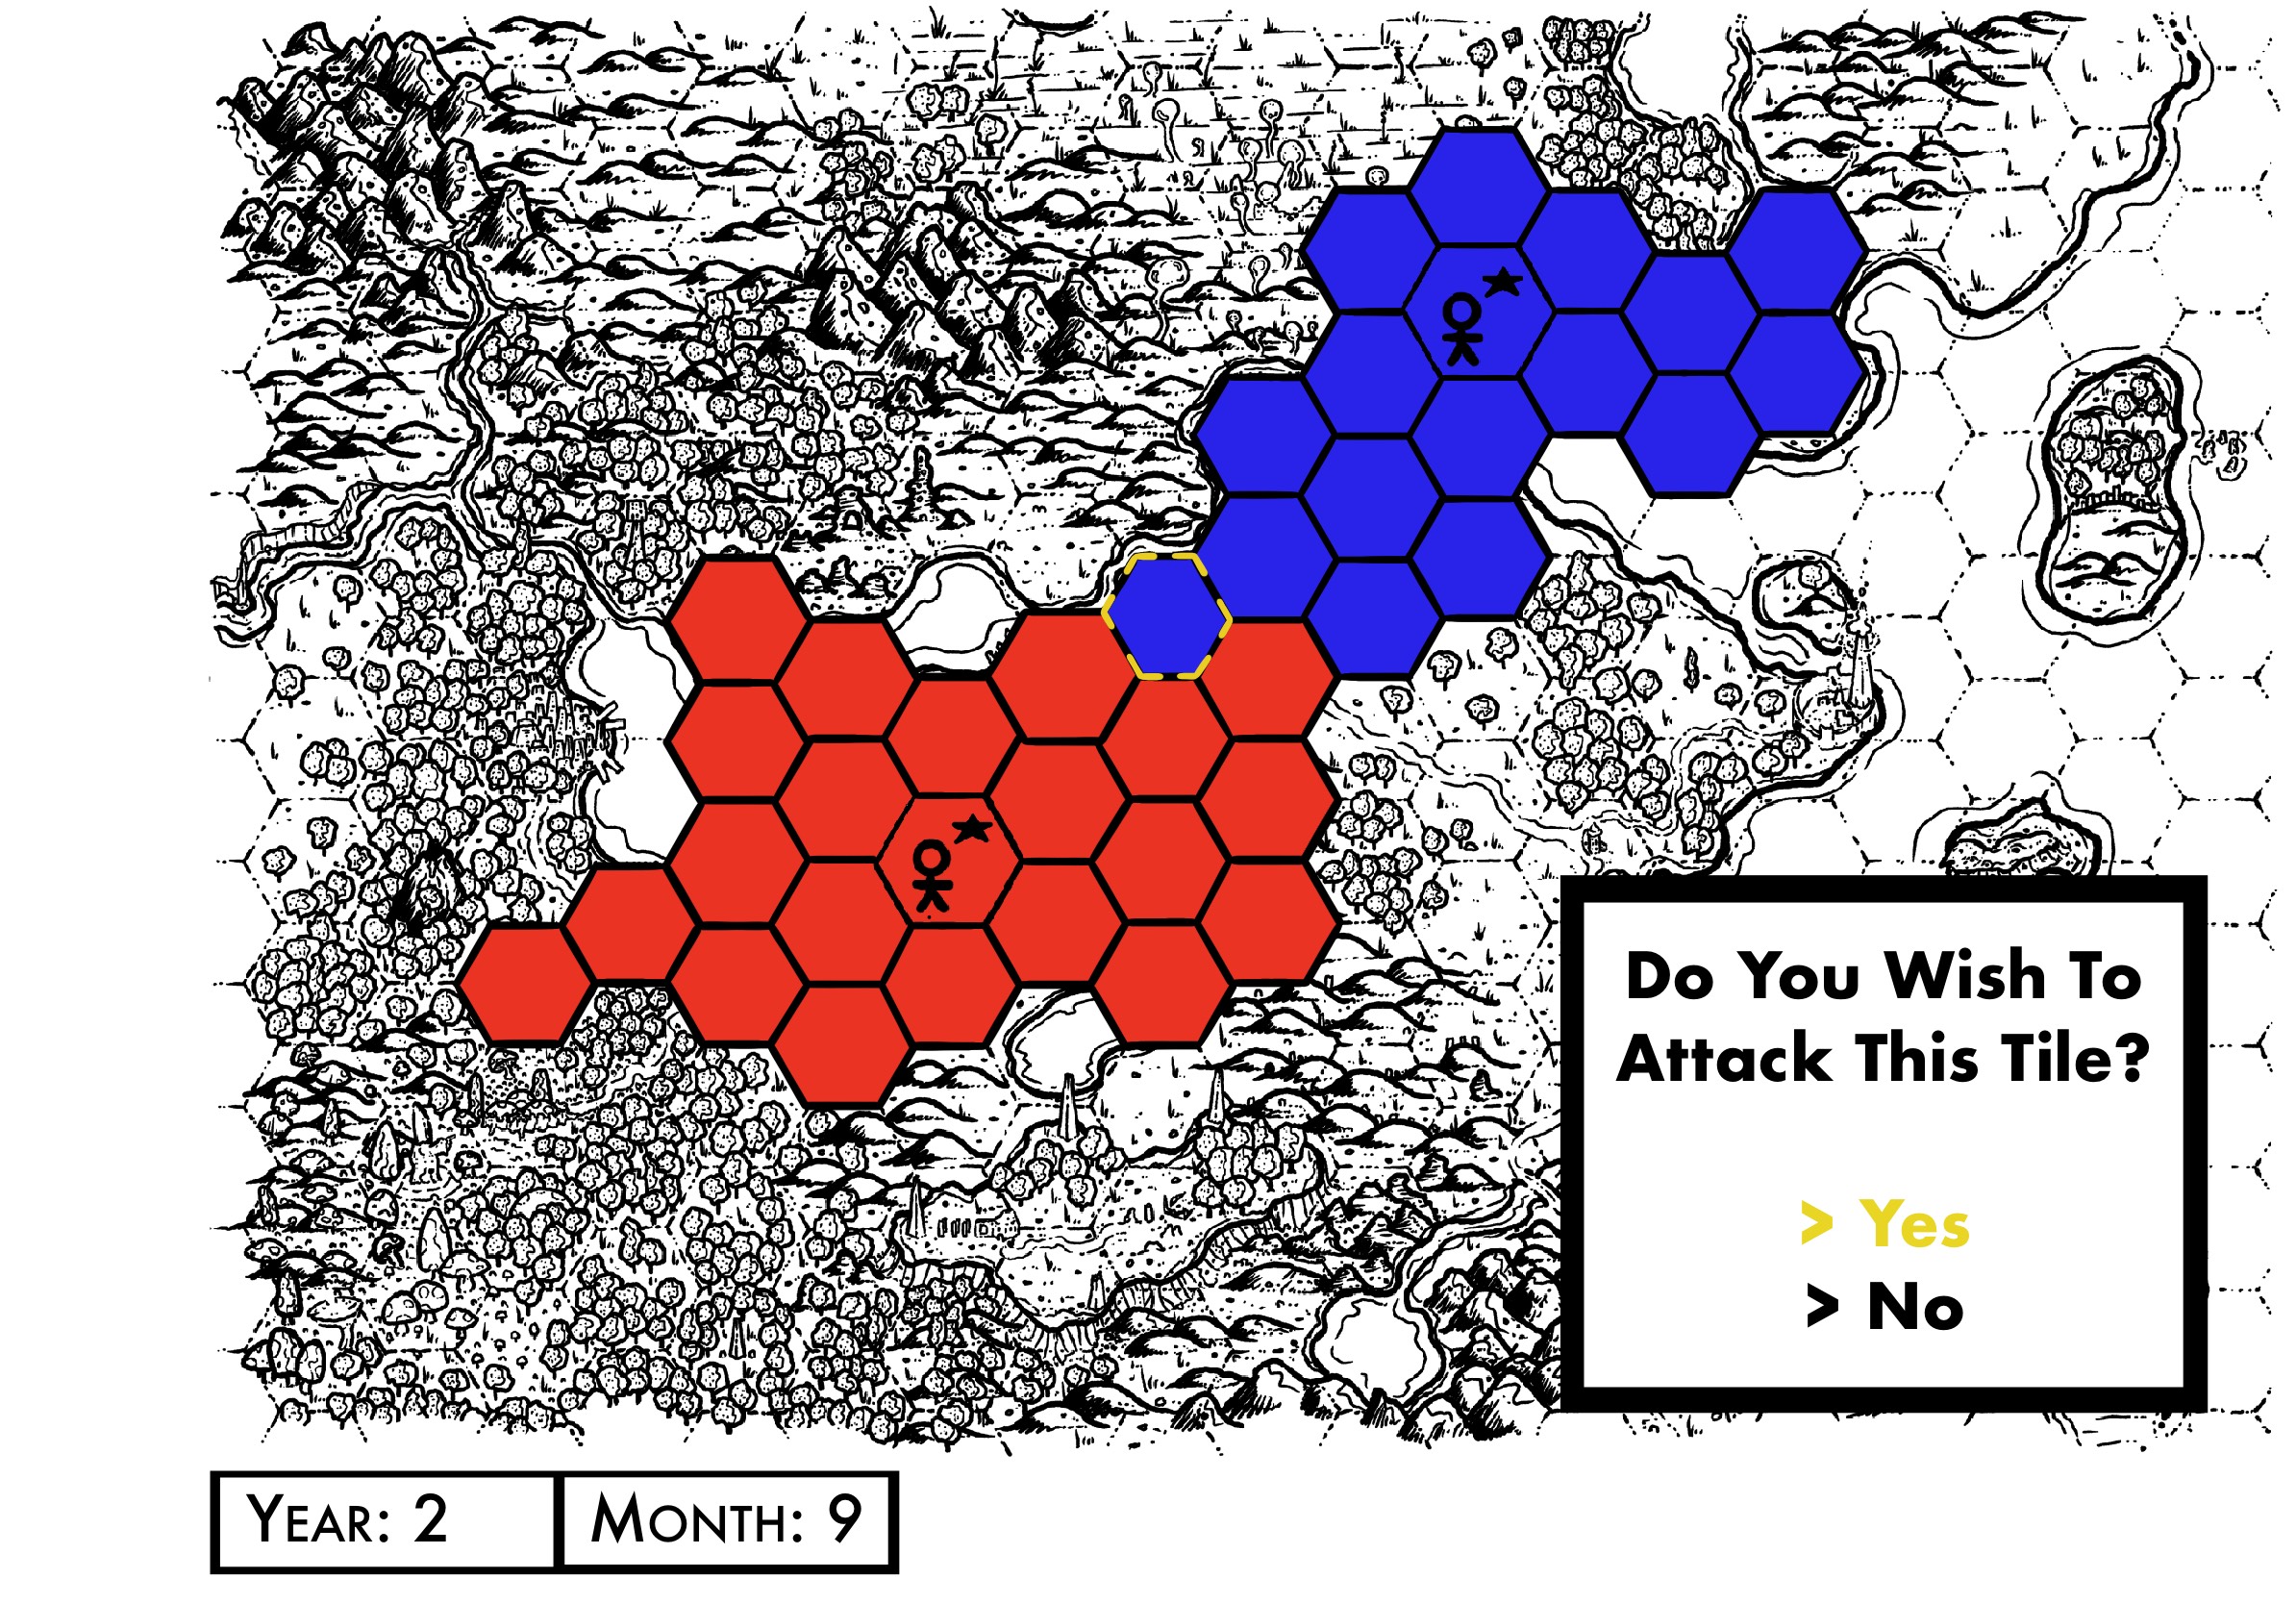 Do You Wish To
Attack This Tile?
> Yes
> No
Year: 2
Month: 9